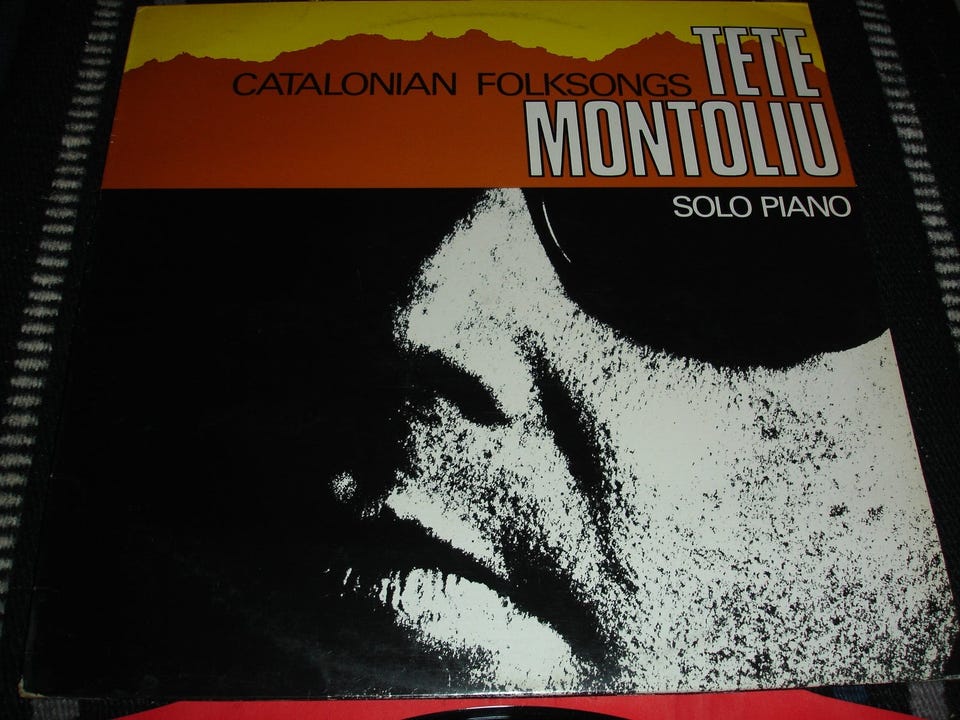 TETE
CATALONIAN FOLKSONGS
MONTOLIU
SOLO PIANO